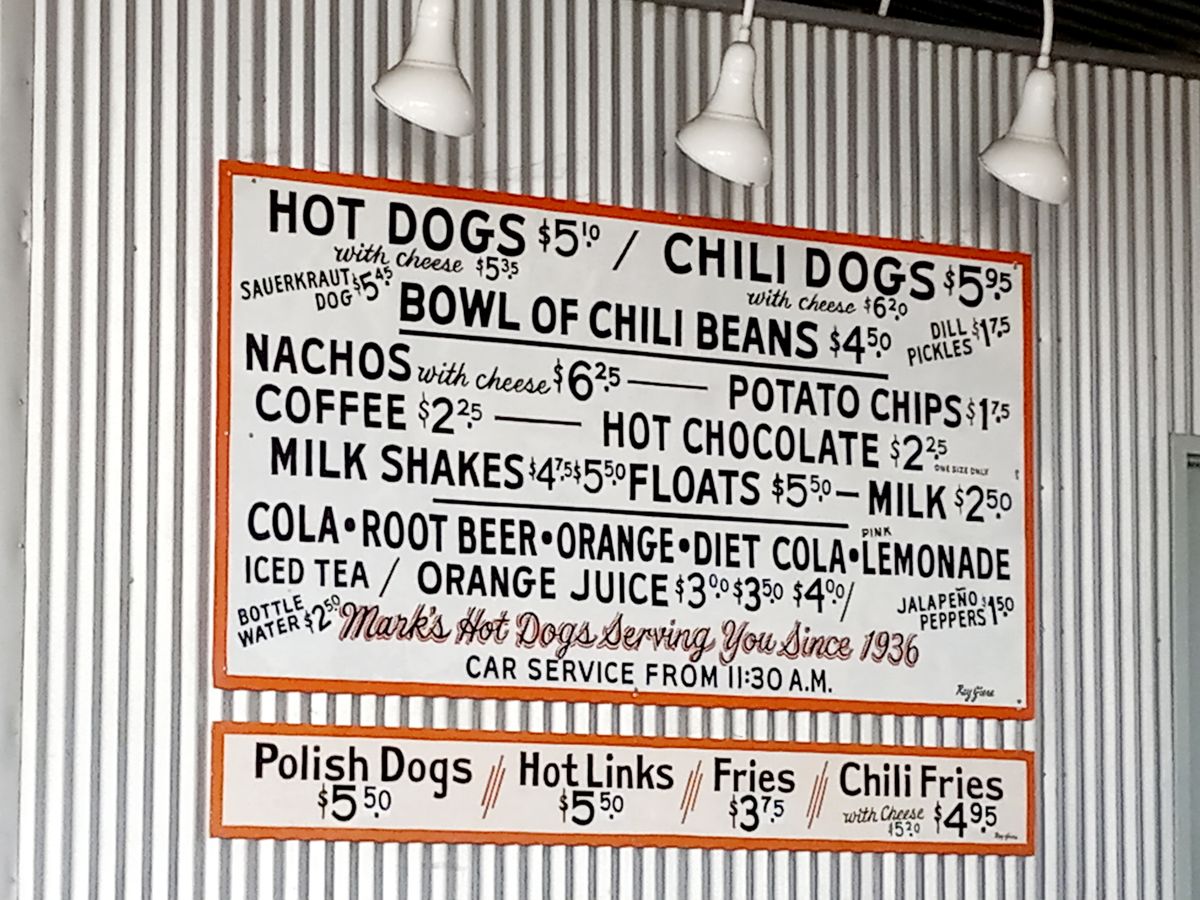 HOT DOGS $5.10 / CHILI DOGS $5.95
with cheese $5.35
with cheese $6.20
SAUERKRAUT DOG $5.45
BOWL OF CHILI BEANS $4.50
DILL PICKLES $1.75
NACHOS with cheese $6.25 — POTATO CHIPS $1.75
COFFEE $2.25 — HOT CHOCOLATE $2.25
ONE SIZE ONLY
MILK SHAKES $4.75 $5.50 FLOATS $5.50 – MILK $2.50
COLA • ROOT BEER • ORANGE • DIET COLA • PINK LEMONADE
ICED TEA / ORANGE JUICE $3.00 $3.50 $4.00 /
JALAPEÑO PEPPERS $1.50
BOTTLE WATER $2.50
Mark's Hot Dogs Serving You Since 1936
CAR SERVICE FROM 11:30 A.M.
Polish Dogs // Hot Links // Fries // Chili Fries
$5.50 $5.50 $3.75 with Cheese $5.20 $4.95